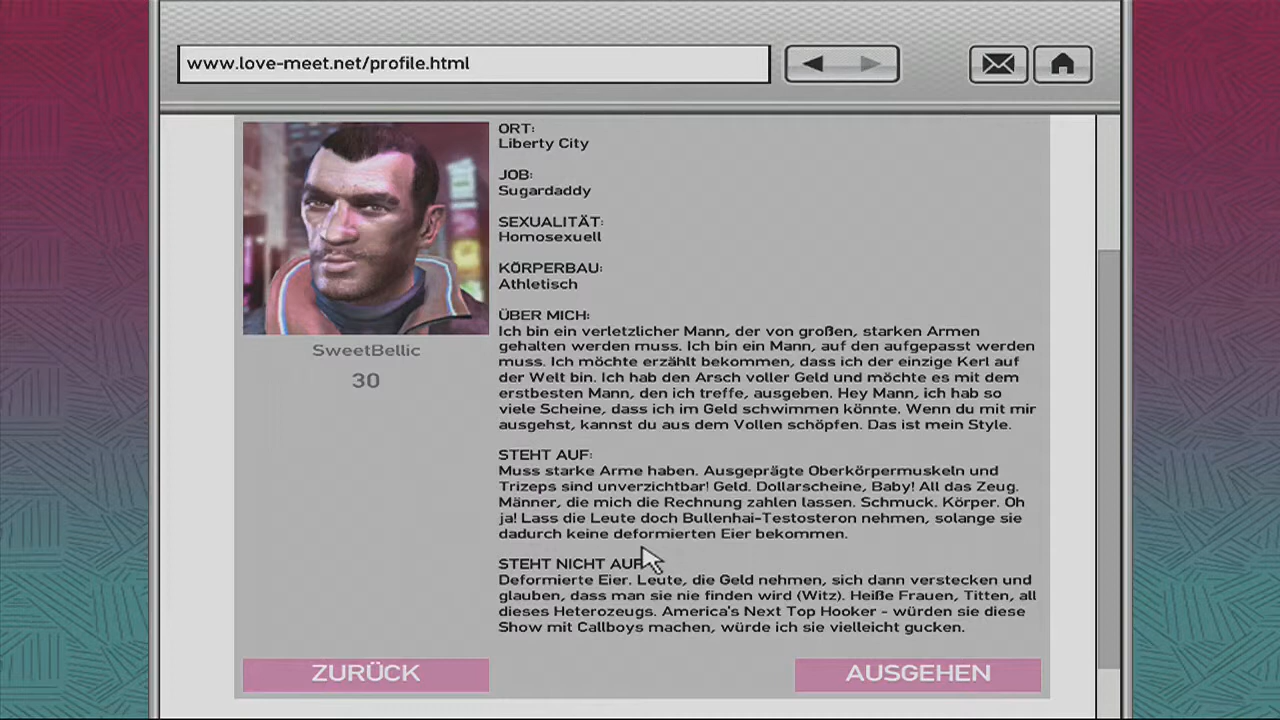 www.love-meet.net/profile.html
ORT:
Liberty City
JOB:
Sugardaddy
SEXUALITÄT:
Homosexuell
KÖRPERBAU:
Athletisch
ÜBER MICH:
Ich bin ein verletzlicher Mann, der von großen, starken Armen
gehalten werden muss. Ich bin ein Mann, auf den aufgepasst werden
muss. Ich möchte erzählt bekommen, dass ich der einzige Kerl auf
der Welt bin. Ich hab den Arsch voller Geld und möchte es mit dem
erstbesten Mann, den ich treffe, ausgeben. Hey Mann, ich hab so
viele Scheine, dass ich im Geld schwimmen könnte. Wenn du mit mir
ausgehst, kannst du aus dem Vollen schöpfen. Das ist mein Style.
SweetBellic
30
STEHT AUF:
Muss starke Arme haben. Ausgeprägte Oberkörpermuskeln und
Trizeps sind unverzichtbar! Geld. Dollarscheine, Baby! All das Zeug.
Männer, die mich die Rechnung zahlen lassen. Schmuck. Körper. Oh
ja! Lass die Leute doch Bullenhai-Testosteron nehmen, solange sie
dadurch keine deformierten Eier bekommen.
STEHT NICHT AUF
Deformierte Eier. Leute, die Geld nehmen, sich dann verstecken und
glauben, dass man sie nie finden wird (Witz). Heiße Frauen, Titten, all
dieses Heterozeugs. America's Next Top Hooker - würden sie diese
Show mit Callboys machen, würde ich sie vielleicht gucken.
ZURÜCK
AUSGEHEN